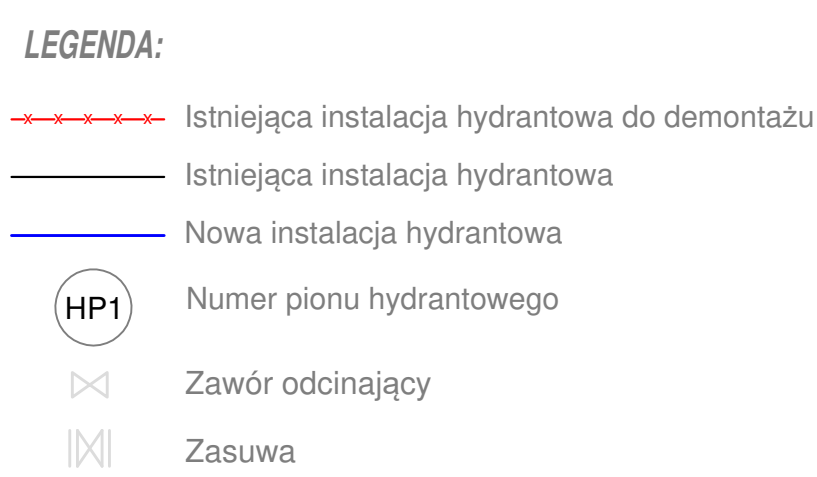 LEGENDA:
x x x x x Istniejąca instalacja hydrantowa do demontażu
Istniejąca instalacja hydrantowa
Nowa instalacja hydrantowa
HP1 Numer pionu hydrantowego
Zawór odcinający
Zasuwa